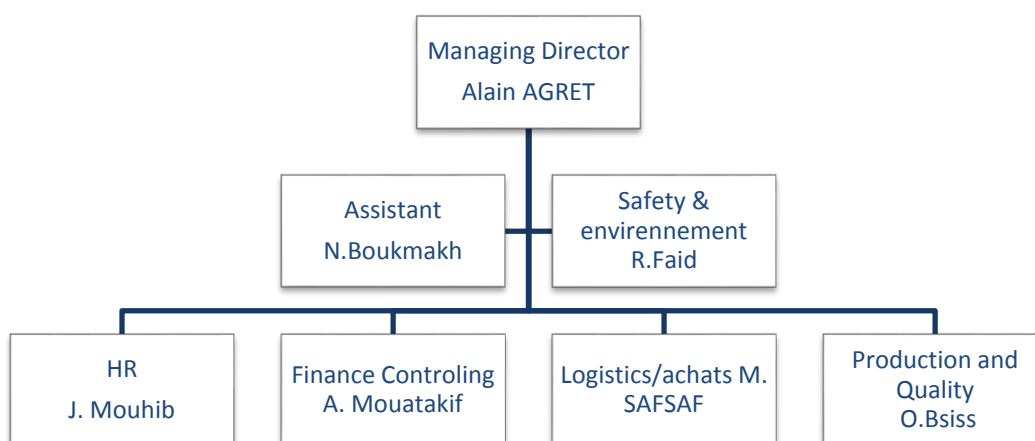 Managing Director
Alain AGRET
Assistant
N.Boukmakh
Safety &
envirennement
R.Faid
HR
J. Mouhib
Finance Controling
A. Mouatakif
Logistics/achats M.
SAFSAF
Production and
Quality
O.Bsiss